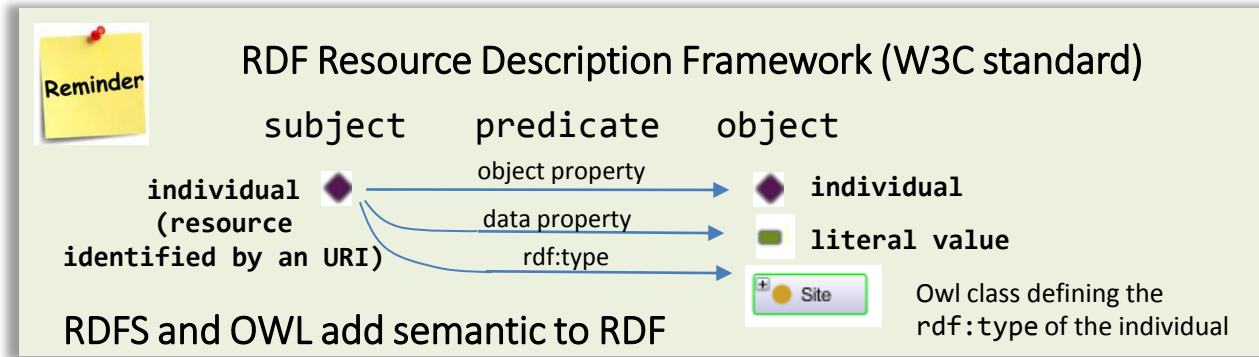 Reminder
RDF Resource Description Framework (W3C standard)
subject predicate object
object property
individual
(resource
identified by an URI)
individual
data property
literal value
rdf:type
Site
Owl class defining the
rdf:type of the individual
RDFS and OWL add semantic to RDF